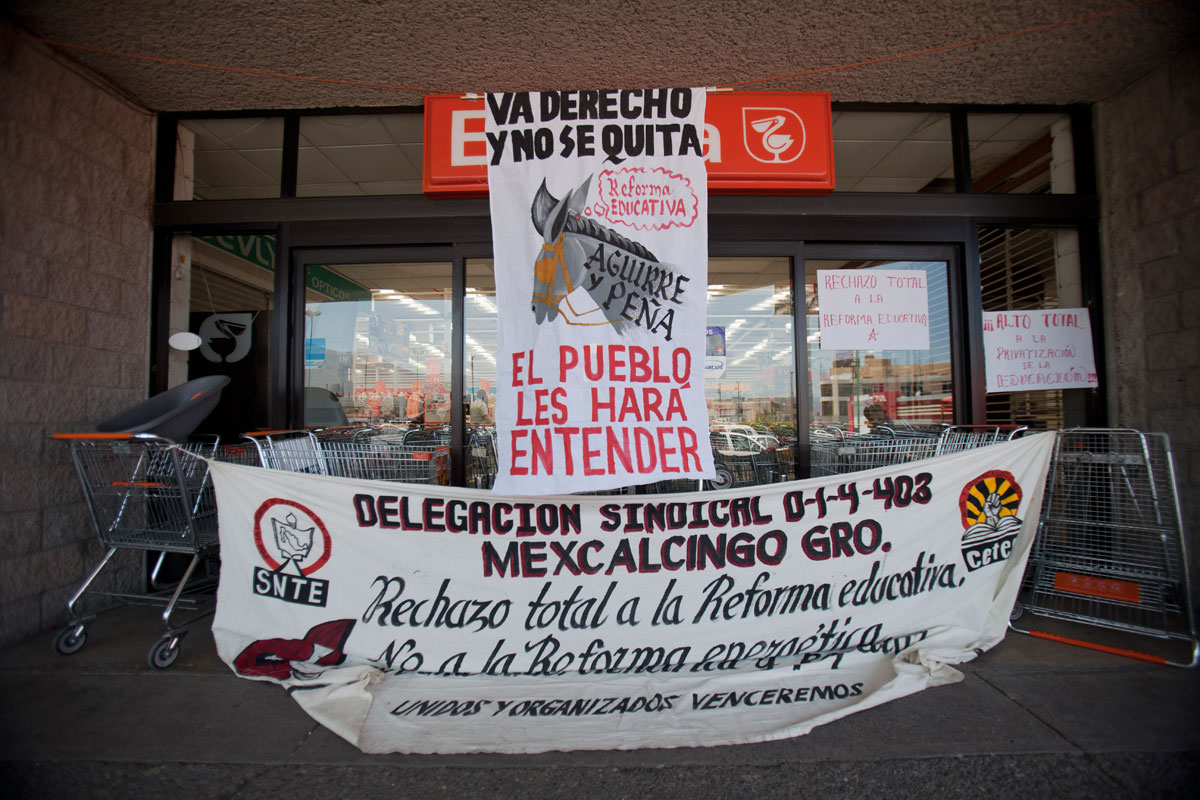 VA DERECHO
Y NO SE QUITA
E
a
Reforma
EDUCATIVA
AGUIRRE
Y PEÑA
EL PUEBLO
LES HARÁ
ENTENDER
OPTICOS
RECHAZO TOTAL
A LA
REFORMA EDUCATIVA
¡¡¡ALTO TOTAL
A LA
PRIVATIZACIÓN
DE LA
EDUCACIÓN!!!
DELEGACION SINDICAL D-1-4-403
MEXCALCINGO GRO.
SNTE
Ceteg
Rechazo total a la Reforma educativa,
No a la Reforma energética
UNIDOS Y ORGANIZADOS VENCEREMOS